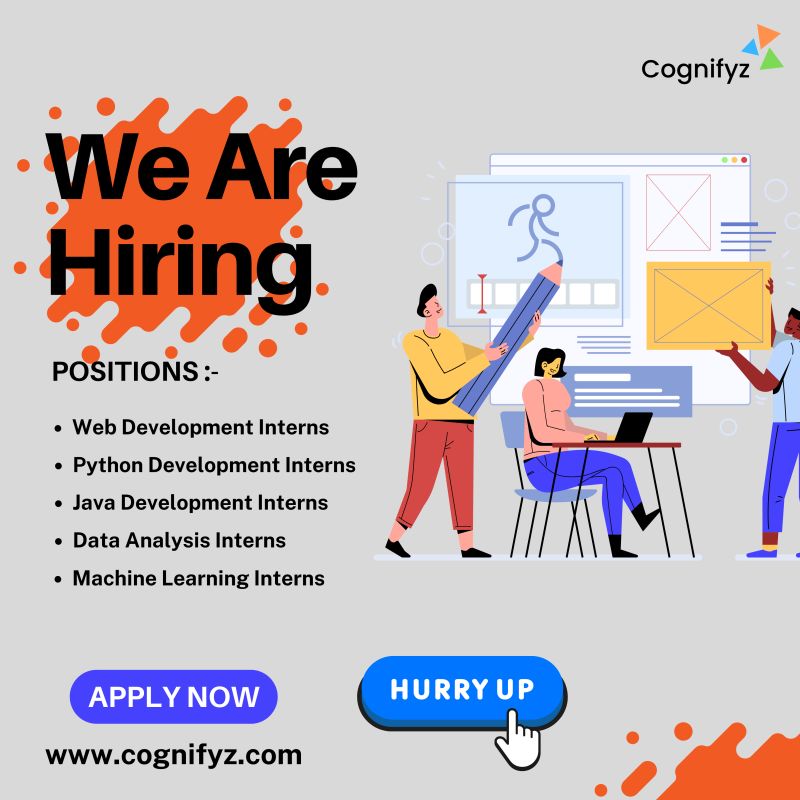 Cognifyz
We Are
Hiring
POSITIONS :-
• Web Development Interns
• Python Development Interns
• Java Development Interns
• Data Analysis Interns
• Machine Learning Interns
APPLY NOW
HURRY UP
www.cognifyz.com